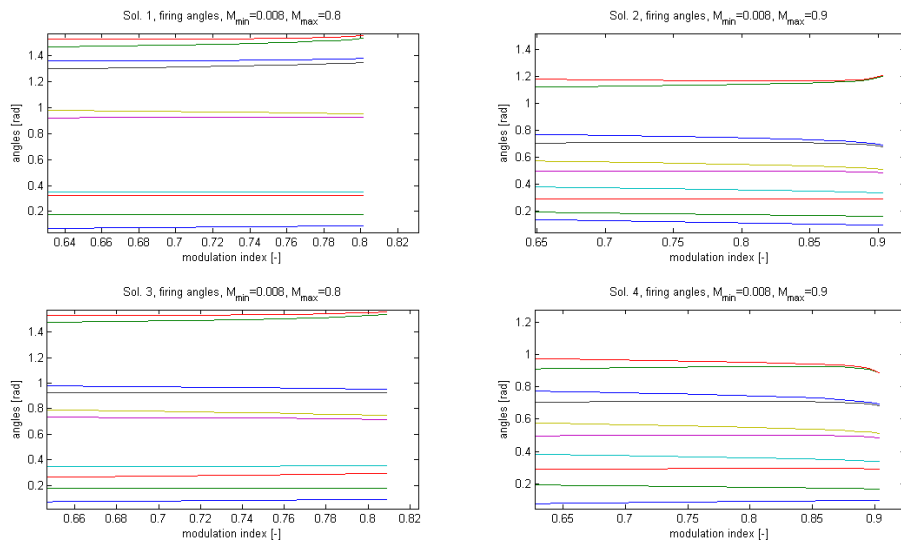 Sol. 1, firing angles, M_min=0.008, M_max=0.8
1.4
1.2
1
0.8
0.6
0.4
0.2
angles [rad]
0.64 0.66 0.68 0.7 0.72 0.74 0.76 0.78 0.8 0.82
modulation index [-]
Sol. 2, firing angles, M_min=0.008, M_max=0.9
1.4
1.2
1
0.8
0.6
0.4
0.2
angles [rad]
0.65 0.7 0.75 0.8 0.85 0.9
modulation index [-]
Sol. 3, firing angles, M_min=0.008, M_max=0.8
1.4
1.2
1
0.8
0.6
0.4
0.2
angles [rad]
0.66 0.68 0.7 0.72 0.74 0.76 0.78 0.8 0.82
modulation index [-]
Sol. 4, firing angles, M_min=0.008, M_max=0.9
1.2
1
0.8
0.6
0.4
0.2
angles [rad]
0.65 0.7 0.75 0.8 0.85 0.9
modulation index [-]